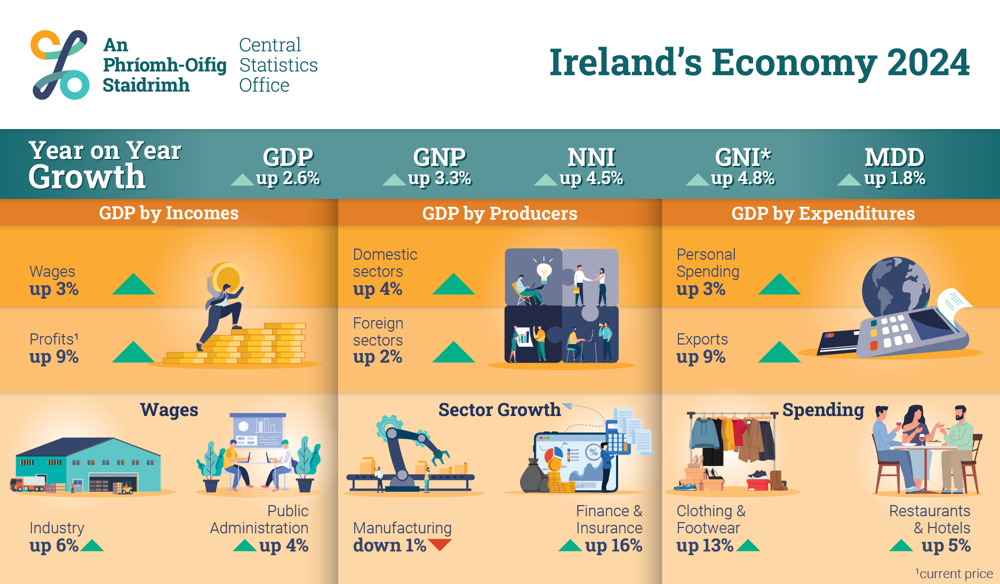 An
Phríomh-Oifig
Staidrimh
Central
Statistics
Office
Ireland's Economy 2024
Year on Year
Growth
GDP
up 2.6%
GNP
up 3.3%
NNI
up 4.5%
GNI*
up 4.8%
MDD
up 1.8%
GDP by Incomes
Wages
up 3%
Profits¹
up 9%
GDP by Producers
Domestic
sectors
up 4%
Foreign
sectors
up 2%
GDP by Expenditures
Personal
Spending
up 3%
Exports
up 9%
Wages
Industry
up 6%
Public
Administration
up 4%
Sector Growth
%
Manufacturing
down 1%
Finance &
Insurance
up 16%
Spending
Clothing &
Footwear
up 13%
Restaurants
& Hotels
up 5%
¹current price